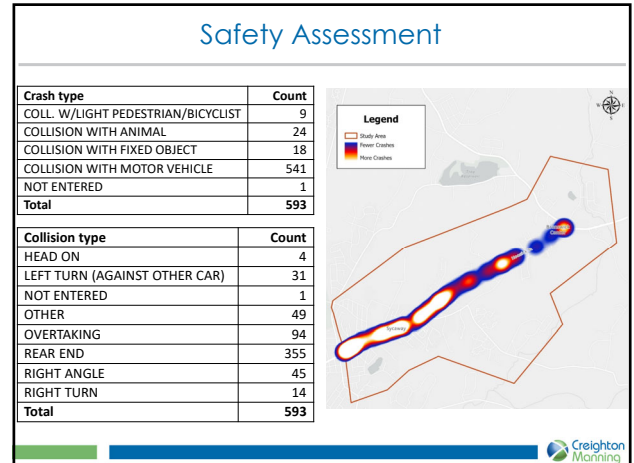 Safety Assessment
Crash type Count
COLL. W/LIGHT PEDESTRIAN/BICYCLIST 9
COLLISION WITH ANIMAL 24
COLLISION WITH FIXED OBJECT 18
COLLISION WITH MOTOR VEHICLE 541
NOT ENTERED 1
Total 593
Collision type Count
HEAD ON 4
LEFT TURN (AGAINST OTHER CAR) 31
NOT ENTERED 1
OTHER 49
OVERTAKING 94
REAR END 355
RIGHT ANGLE 45
RIGHT TURN 14
Total 593
N
W E
S
Legend
Study Area
Fewer Crashes
More Crashes
Sycaway
Creighton
Manning